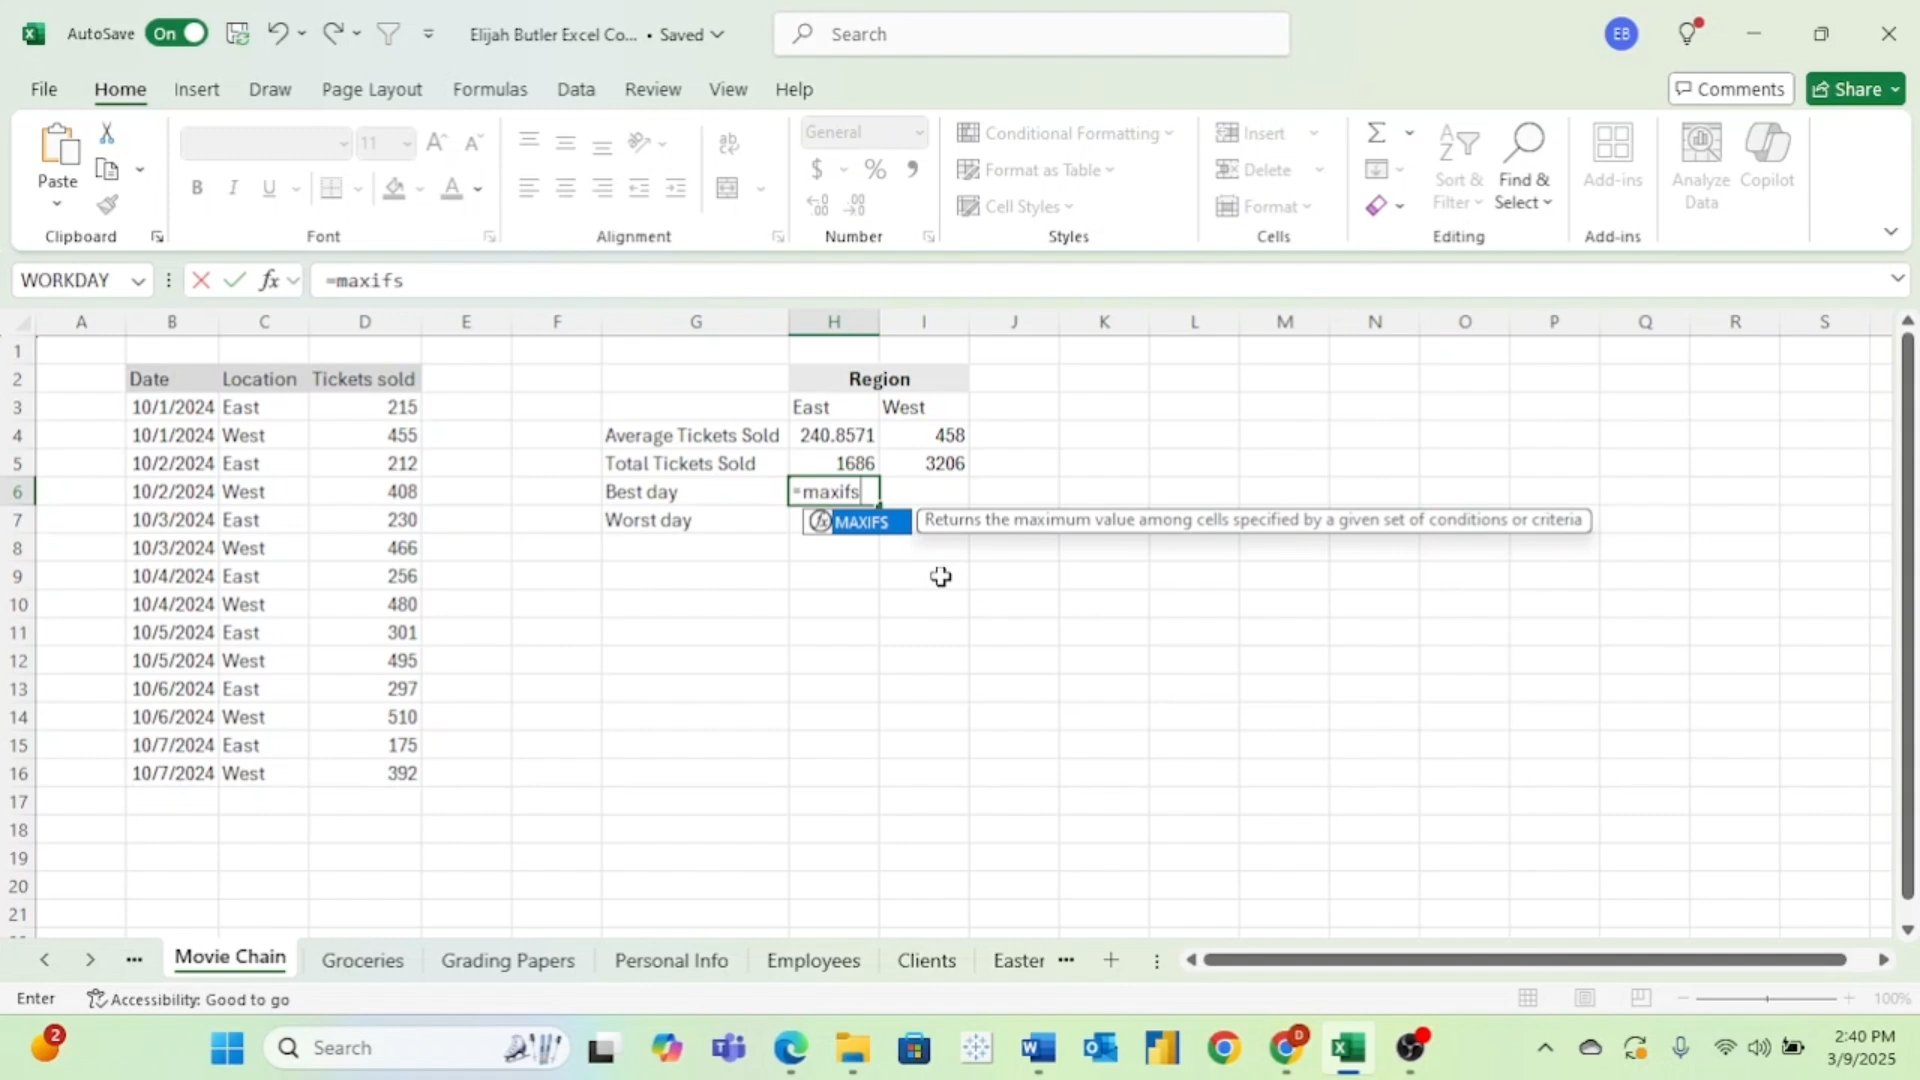 AutoSave On Elijah Butler Excel Co... • Saved Search EB
File Home Insert Draw Page Layout Formulas Data Review View Help Comments Share
Paste 11 General Conditional Formatting Insert
B I U $ % Format as Table Delete Sort & Filter Find & Select Add-ins Analyze Data Copilot
Cell Styles Format
Clipboard Font Alignment Number Styles Cells Editing Add-ins
WORKDAY fx =maxifs
A B C D E F G H I J K L M N O P Q R S
1
2 Date Location Tickets sold Region
3 10/1/2024 East 215 East West
4 10/1/2024 West 455 Average Tickets Sold 240.8571 458
5 10/2/2024 East 212 Total Tickets Sold 1686 3206
6 10/2/2024 West 408 Best day =maxifs
7 10/3/2024 East 230 Worst day MAXIFS Returns the maximum value among cells specified by a given set of conditions or criteria
8 10/3/2024 West 466
9 10/4/2024 East 256
10 10/4/2024 West 480
11 10/5/2024 East 301
12 10/5/2024 West 495
13 10/6/2024 East 297
14 10/6/2024 West 510
15 10/7/2024 East 175
16 10/7/2024 West 392
17
18
19
20
21
Movie Chain Groceries Grading Papers Personal Info Employees Clients Easter
Enter Accessibility: Good to go 100%
2 Search 2:40 PM
3/9/2025